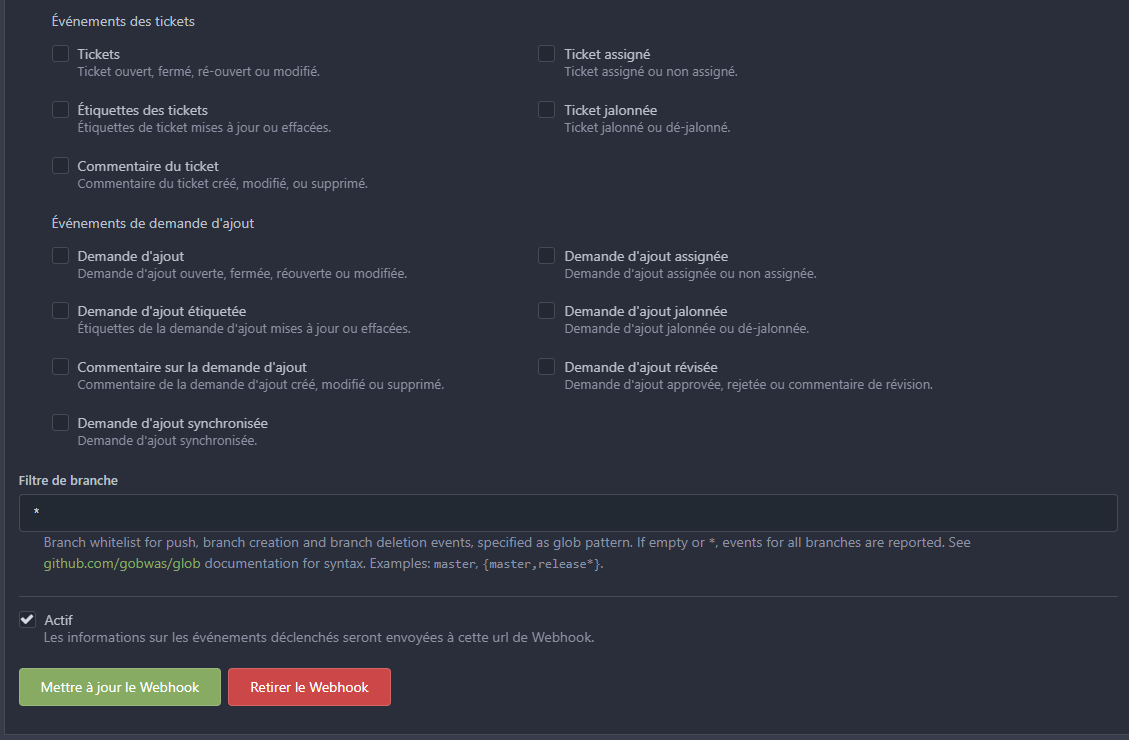 Événements des tickets
Tickets
Ticket ouvert, fermé, ré-ouvert ou modifié.
Ticket assigné
Ticket assigné ou non assigné.
Étiquettes des tickets
Étiquettes de ticket mises à jour ou effacées.
Ticket jalonnée
Ticket jalonné ou dé-jalonné.
Commentaire du ticket
Commentaire du ticket créé, modifié, ou supprimé.
Événements de demande d'ajout
Demande d'ajout
Demande d'ajout ouverte, fermée, réouverte ou modifiée.
Demande d'ajout assignée
Demande d'ajout assignée ou non assignée.
Demande d'ajout étiquetée
Étiquettes de la demande d'ajout mises à jour ou effacées.
Demande d'ajout jalonnée
Demande d'ajout jalonnée ou dé-jalonnée.
Commentaire sur la demande d'ajout
Commentaire de la demande d'ajout créé, modifié ou supprimé.
Demande d'ajout révisée
Demande d'ajout approvée, rejetée ou commentaire de révision.
Demande d'ajout synchronisée
Demande d'ajout synchronisée.
Filtre de branche
*
Branch whitelist for push, branch creation and branch deletion events, specified as glob pattern. If empty or *, events for all branches are reported. See
github.com/gobwas/glob documentation for syntax. Examples: master, {master,release*}.
Actif
Les informations sur les événements déclenchés seront envoyées à cette url de Webhook.
Mettre à jour le Webhook
Retirer le Webhook